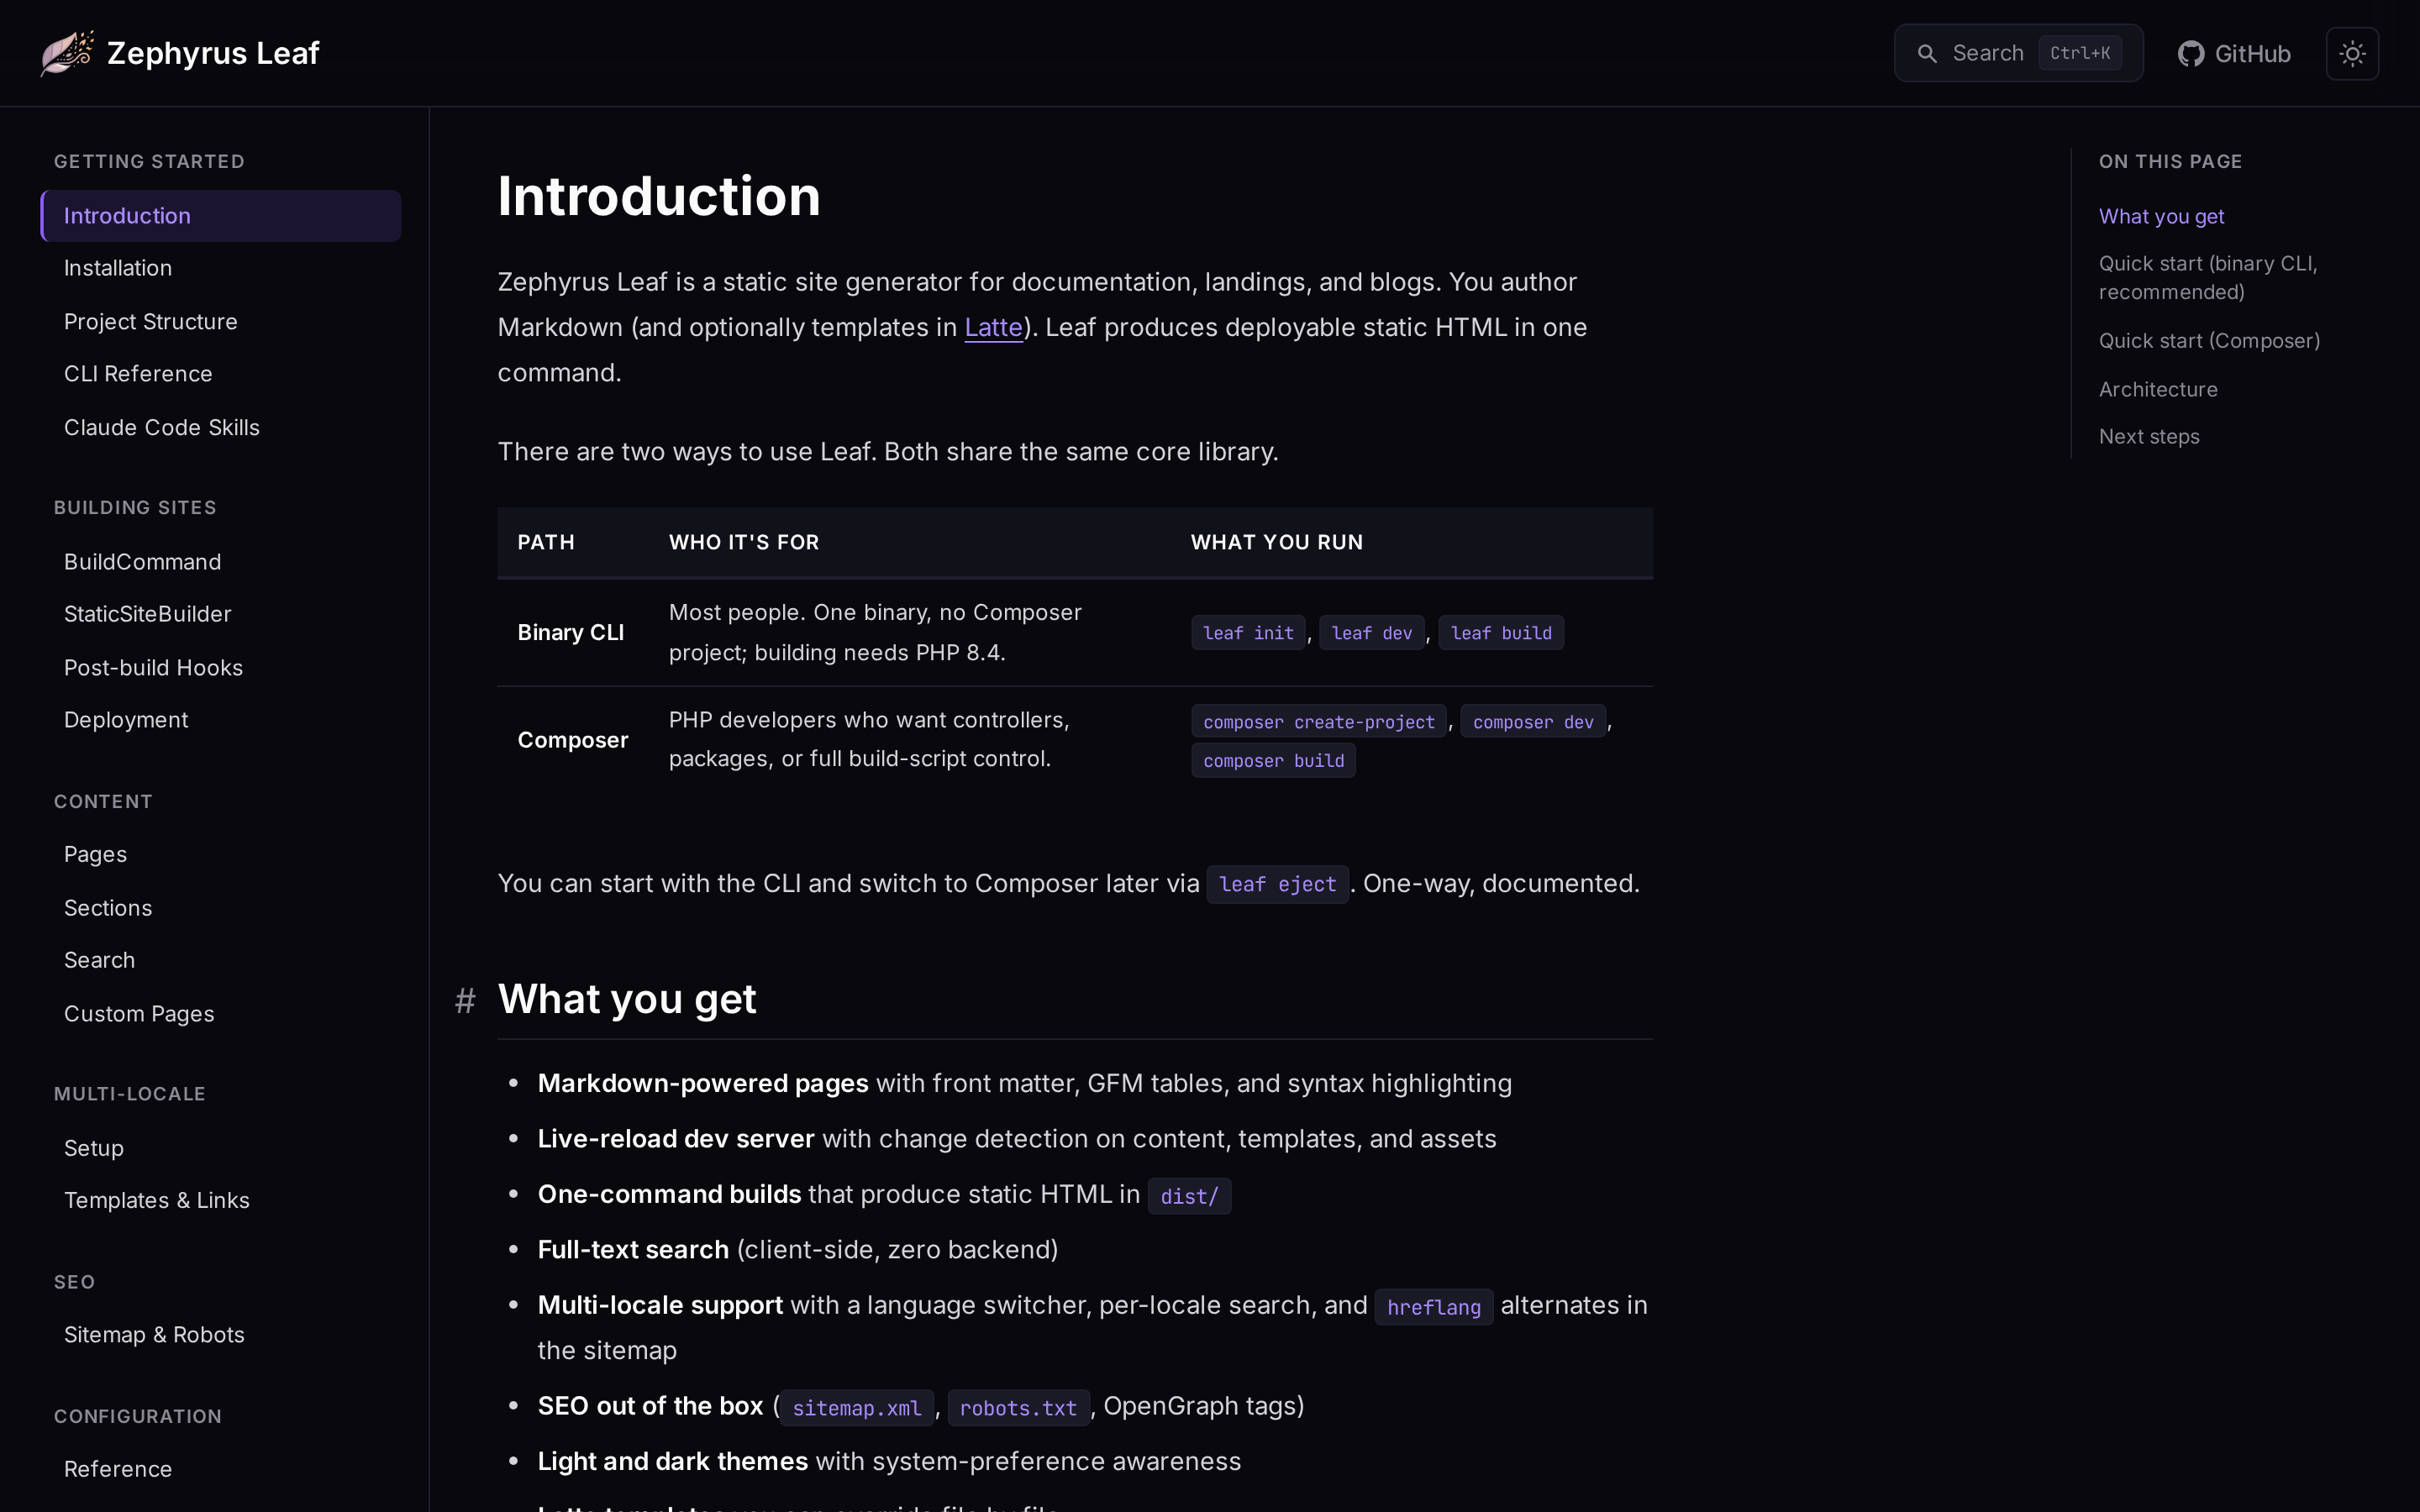 Zephyrus Leaf
Search Ctrl+K
GitHub
GETTING STARTED
Introduction
Installation
Project Structure
CLI Reference
Claude Code Skills
BUILDING SITES
BuildCommand
StaticSiteBuilder
Post-build Hooks
Deployment
CONTENT
Pages
Sections
Search
Custom Pages
MULTI-LOCALE
Setup
Templates & Links
SEO
Sitemap & Robots
CONFIGURATION
Reference
Introduction
Zephyrus Leaf is a static site generator for documentation, landings, and blogs. You author
Markdown (and optionally templates in Latte). Leaf produces deployable static HTML in one
command.
There are two ways to use Leaf. Both share the same core library.
PATH WHO IT'S FOR WHAT YOU RUN
Binary CLI
Most people. One binary, no Composer
project; building needs PHP 8.4.
leaf init, leaf dev, leaf build
Composer
PHP developers who want controllers,
packages, or full build-script control.
composer create-project, composer dev,
composer build
You can start with the CLI and switch to Composer later via leaf eject. One-way, documented.
# What you get
• Markdown-powered pages with front matter, GFM tables, and syntax highlighting
• Live-reload dev server with change detection on content, templates, and assets
• One-command builds that produce static HTML in dist/
• Full-text search (client-side, zero backend)
• Multi-locale support with a language switcher, per-locale search, and hreflang alternates in
the sitemap
• SEO out of the box (sitemap.xml, robots.txt, OpenGraph tags)
• Light and dark themes with system-preference awareness
ON THIS PAGE
What you get
Quick start (binary CLI,
recommended)
Quick start (Composer)
Architecture
Next steps